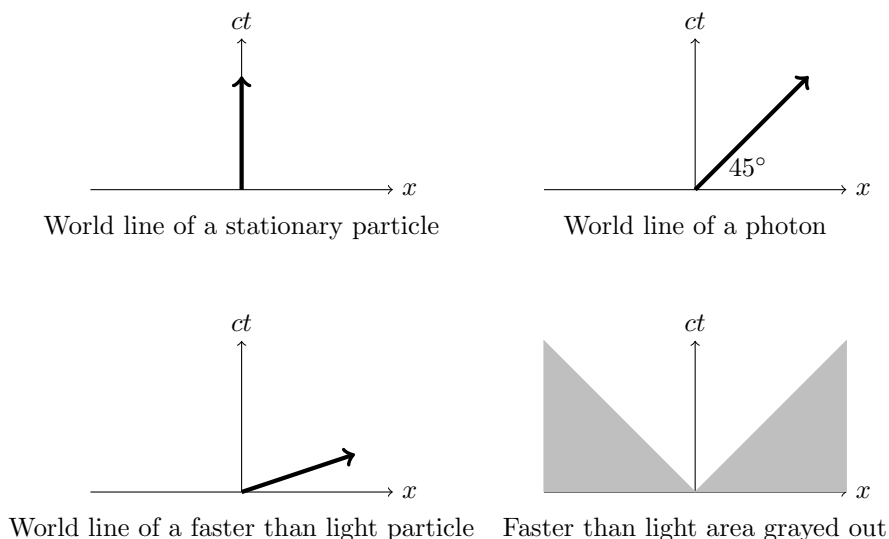 ct
x
World line of a stationary particle
ct
45°
x
World line of a photon
ct
x
World line of a faster than light particle
ct
x
Faster than light area grayed out